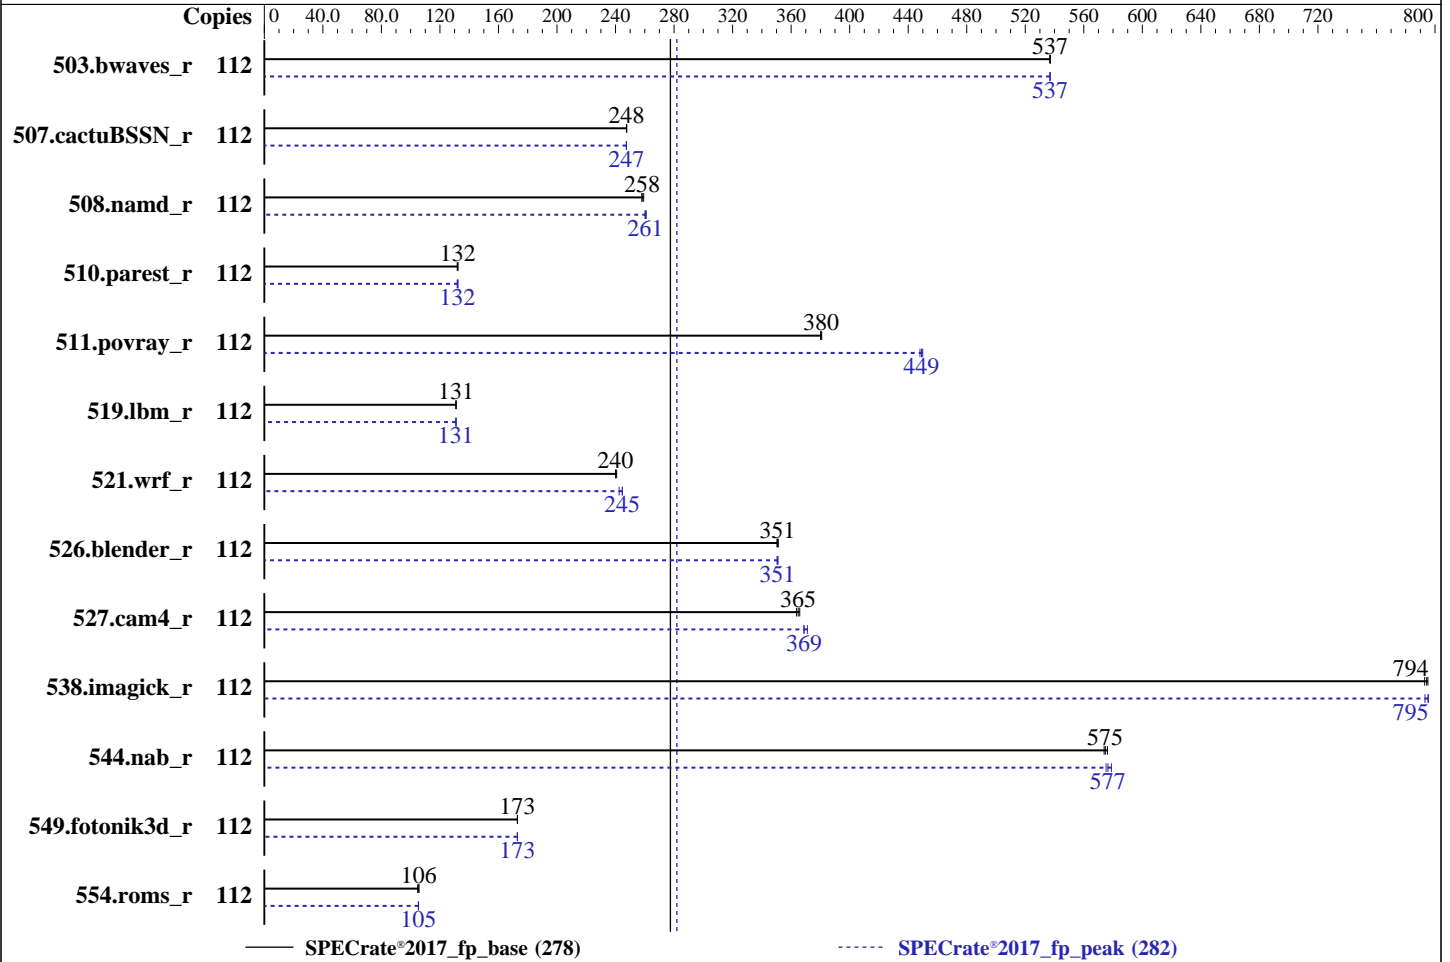 Copies 0 40.0 80.0 120 160 200 240 280 320 360 400 440 480 520 560 600 640 680 720 800
503.bwaves_r 112 537
537
507.cactuBSSN_r 112 248
247
508.namd_r 112 258
261
510.parest_r 112 132
132
511.povray_r 112 380
449
519.lbm_r 112 131
131
521.wrf_r 112 240
245
526.blender_r 112 351
351
527.cam4_r 112 365
369
538.imagick_r 112 794
795
544.nab_r 112 575
577
549.fotonik3d_r 112 173
173
554.roms_r 112 106
105
SPECrate®2017_fp_base (278) SPECrate®2017_fp_peak (282)